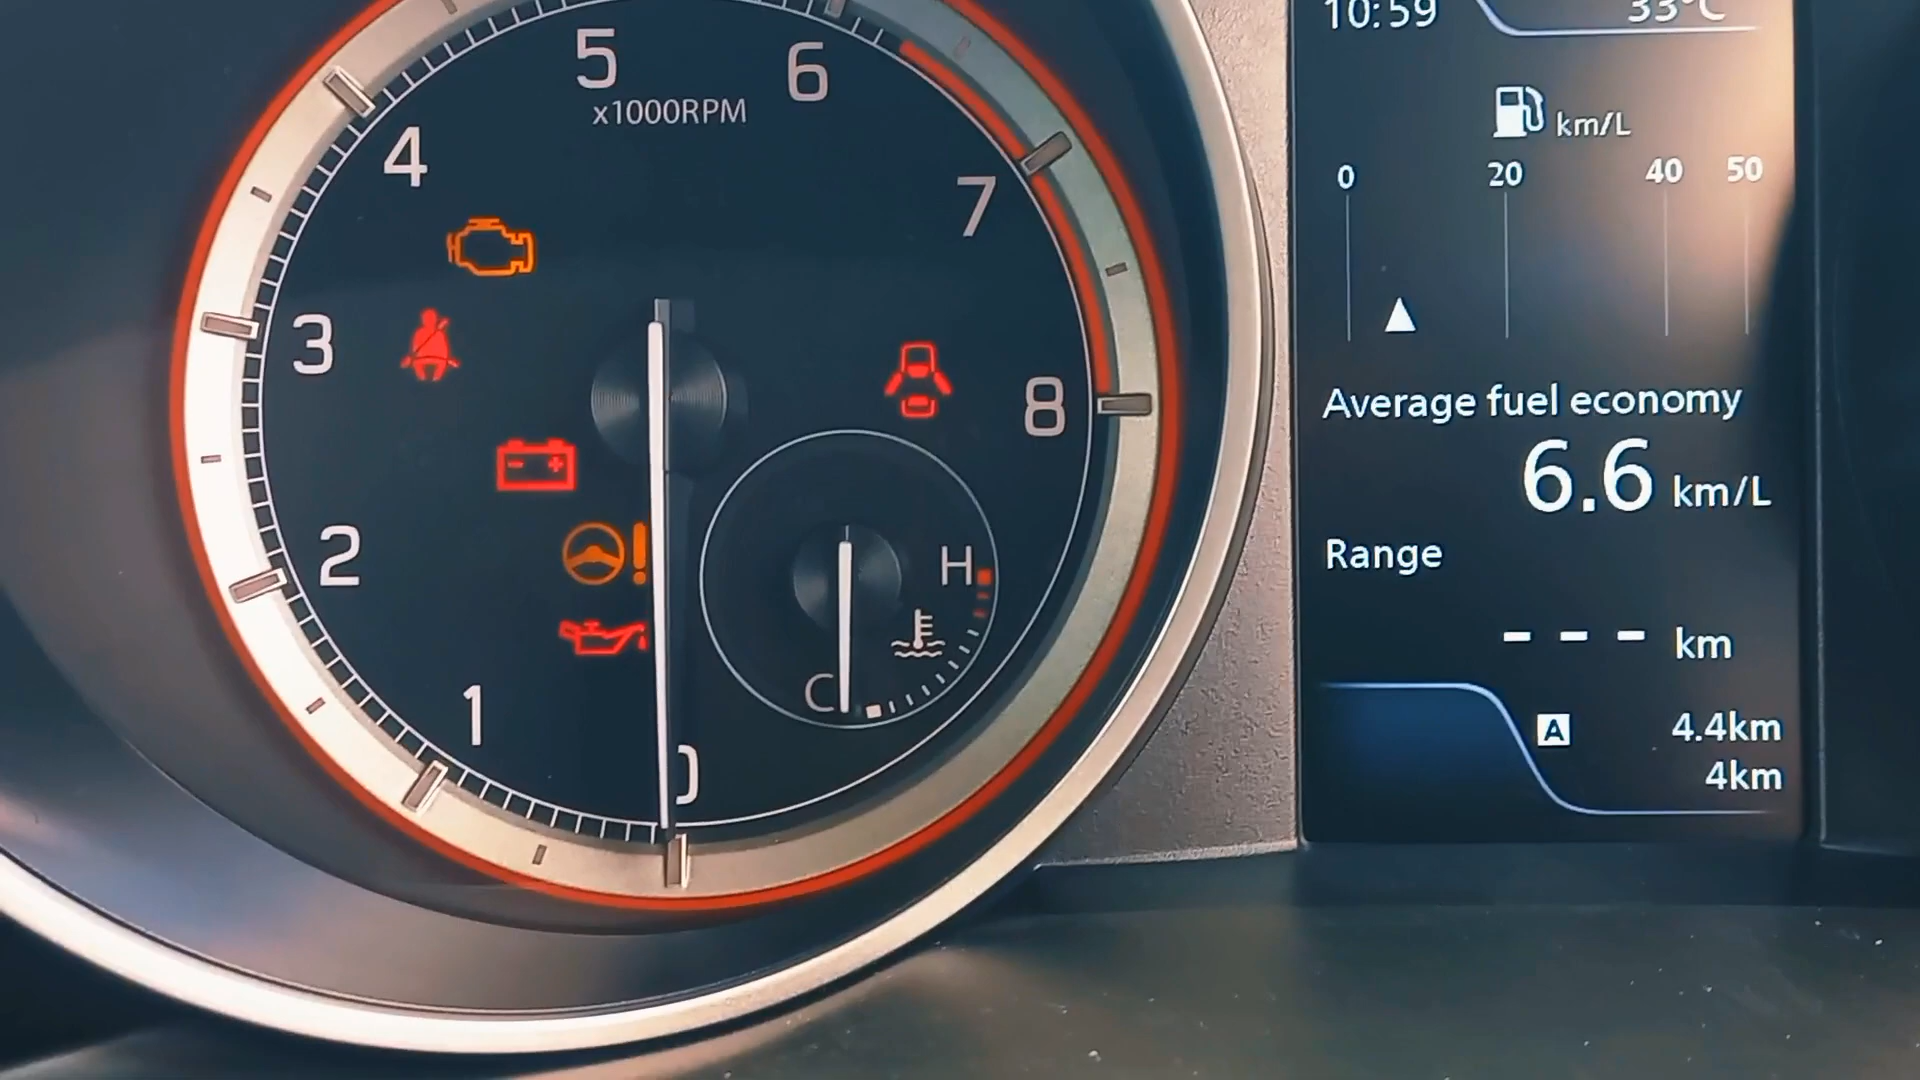 5
6
x1000RPM
4
7
3
8
2
H
1
C
0
10:59
33°C
km/L
0 20 40 50
Average fuel economy
6.6 km/L
Range
--- km
A 4.4km
4km